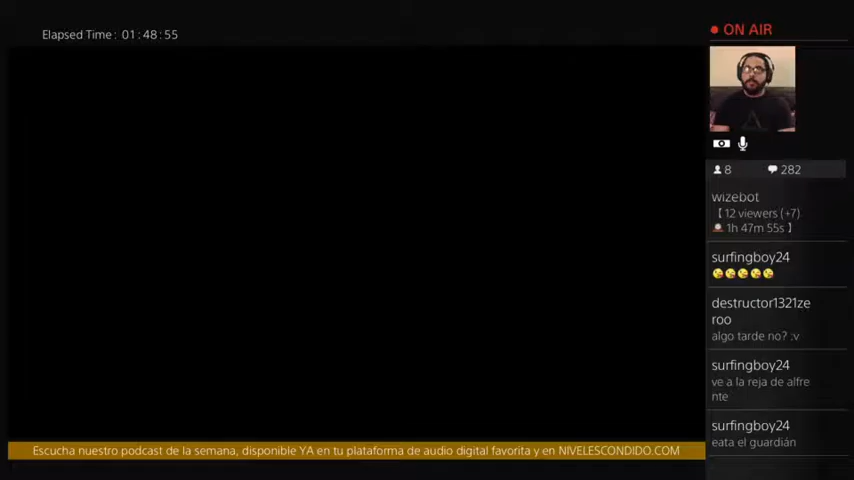 Elapsed Time: 01:48:55
ON AIR
8 282
wizebot
【12 viewers (+7)
1h 47m 55s】
surfingboy24
😘😘😘😘😘
destructor1321ze
roo
algo tarde no? :v
surfingboy24
ve a la reja de alfre
nte
surfingboy24
eata el guardián
Escucha nuestro podcast de la semana, disponible YA en tu plataforma de audio digital favorita y en NIVELESCONDIDO.COM